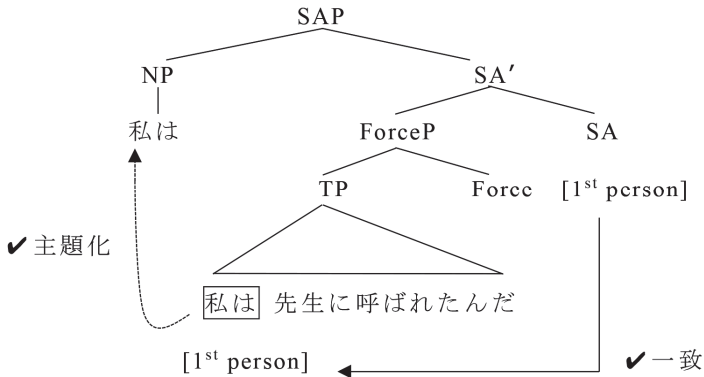 SAP
NP SA′
私は ForceP SA
TP Force [1st person]
✔主題化
私は 先生に呼ばれたんだ
[1st person] ✔一致